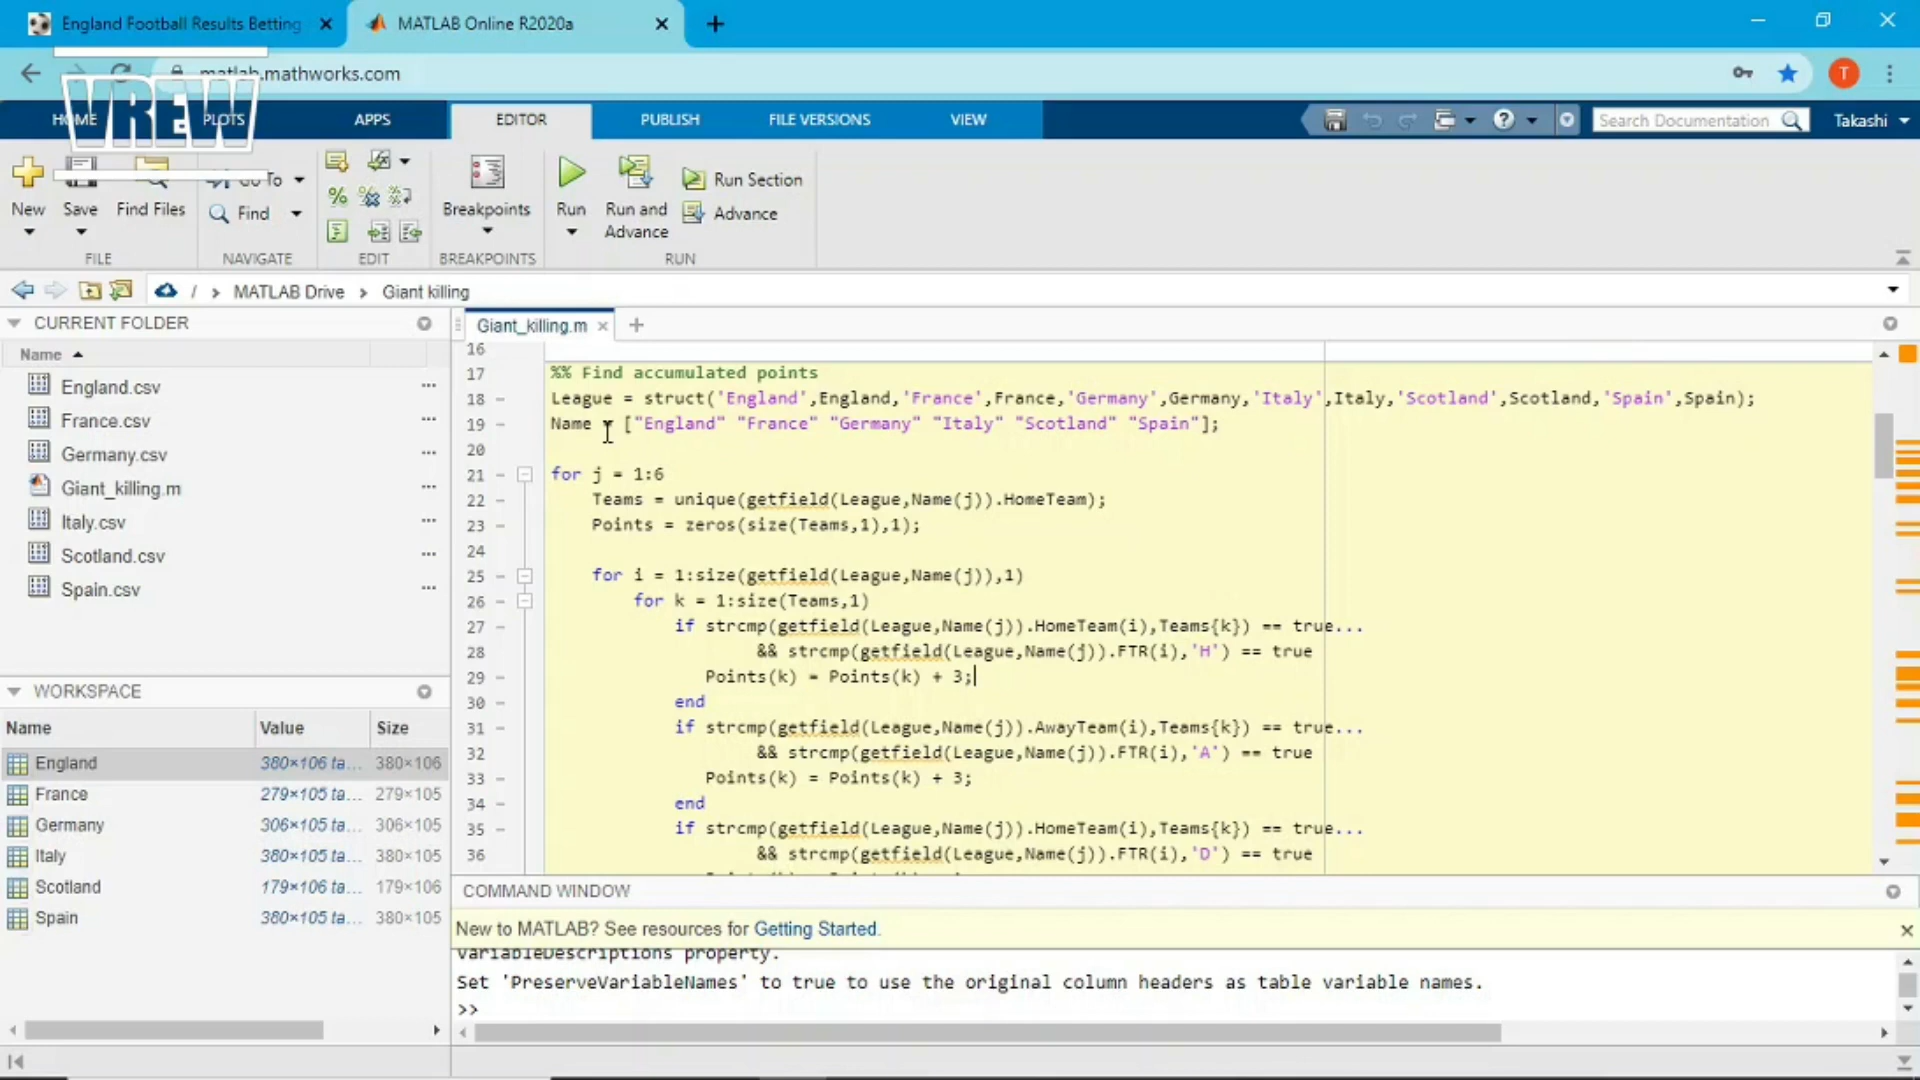 England Football Results Betting
MATLAB Online R2020a
matlab.mathworks.com
T
VREW
HOME
PLOTS
APPS
EDITOR
PUBLISH
FILE VERSIONS
VIEW
Search Documentation
Takashi
New
Save
Find Files
Go To
Find
Breakpoints
Run
Run and
Advance
Run Section
Advance
FILE
NAVIGATE
EDIT
BREAKPOINTS
RUN
/ > MATLAB Drive > Giant killing
CURRENT FOLDER
Name
England.csv
France.csv
Germany.csv
Giant_killing.m
Italy.csv
Scotland.csv
Spain.csv
WORKSPACE
Name Value Size
England 380×106 ta... 380×106
France 279×105 ta... 279×105
Germany 306×105 ta... 306×105
Italy 380×105 ta... 380×105
Scotland 179×106 ta... 179×106
Spain 380×105 ta... 380×105
Giant_killing.m
16
17 %% Find accumulated points
18 – League = struct('England',England,'France',France,'Germany',Germany,'Italy',Italy,'Scotland',Scotland,'Spain',Spain);
19 – Name = ["England" "France" "Germany" "Italy" "Scotland" "Spain"];
20
21 – for j = 1:6
22 – Teams = unique(getfield(League,Name(j)).HomeTeam);
23 – Points = zeros(size(Teams,1),1);
24
25 – for i = 1:size(getfield(League,Name(j)),1)
26 – for k = 1:size(Teams,1)
27 – if strcmp(getfield(League,Name(j)).HomeTeam(i),Teams{k}) == true...
28 – && strcmp(getfield(League,Name(j)).FTR(i),'H') == true
29 – Points(k) = Points(k) + 3;
30 – end
31 – if strcmp(getfield(League,Name(j)).AwayTeam(i),Teams{k}) == true...
32 – && strcmp(getfield(League,Name(j)).FTR(i),'A') == true
33 – Points(k) = Points(k) + 3;
34 – end
35 – if strcmp(getfield(League,Name(j)).HomeTeam(i),Teams{k}) == true...
36 && strcmp(getfield(League,Name(j)).FTR(i),'D') == true
COMMAND WINDOW
New to MATLAB? See resources for Getting Started.
VariableDescriptions property.
Set 'PreserveVariableNames' to true to use the original column headers as table variable names.
>>